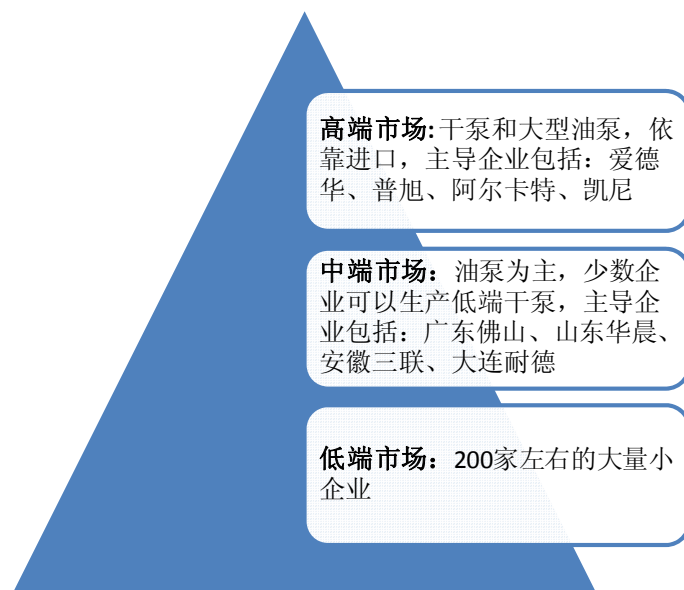 高端市场:干泵和大型油泵，依
靠进口，主导企业包括：爱德
华、普旭、阿尔卡特、凯尼
中端市场：油泵为主，少数企
业可以生产低端干泵，主导企
业包括：广东佛山、山东华晨、
安徽三联、大连耐德
低端市场：200家左右的大量小
企业